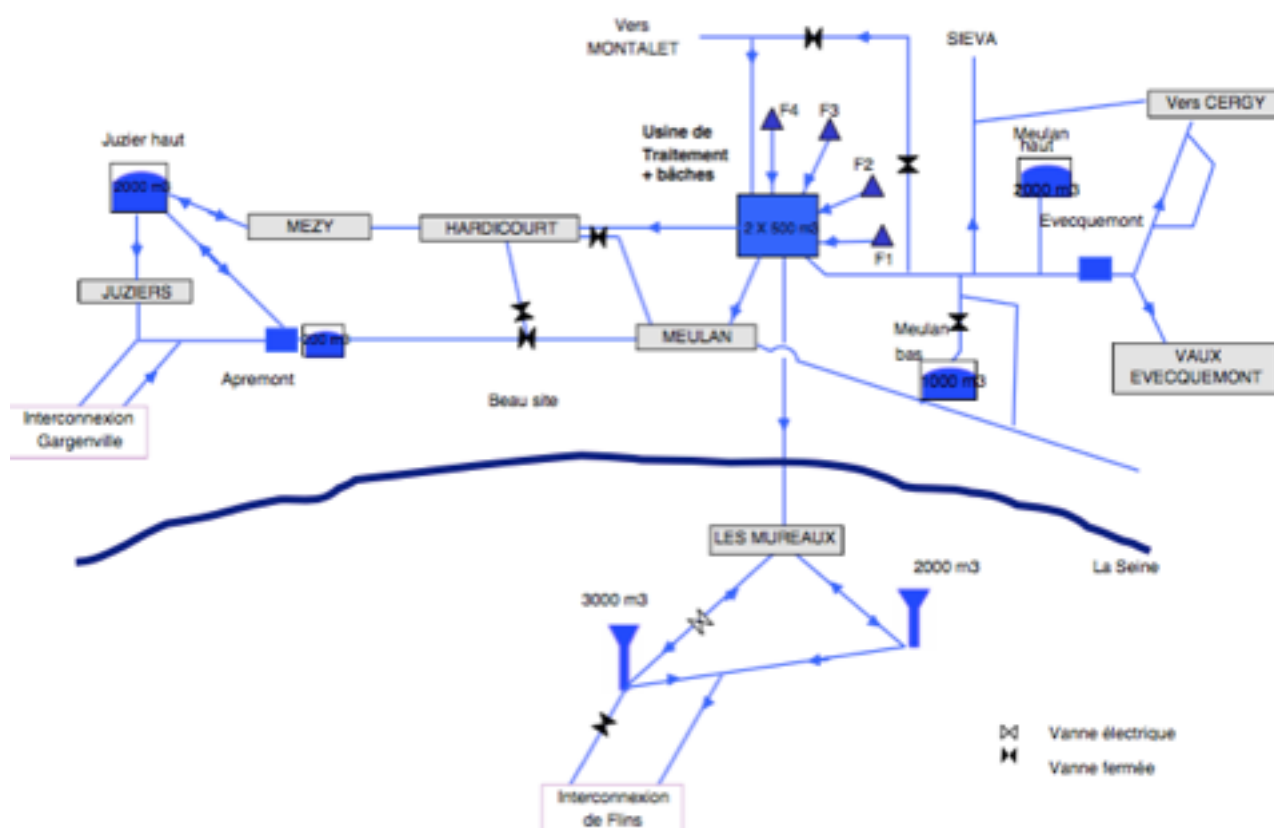 Vers
MONTALET
SIEVA
Vers CERGY
Juzier haut
2000 m3
Usine de
Traitement
+ bâches
F4
F3
F2
F1
Meulan
haut
2000 m3
Evecquemont
MEZY
HARDICOURT
2 X 500 m3
JUZIERS
MEULAN
Meulan
bas
1000 m3
VAUX
EVECQUEMONT
Apremont
Beau site
Interconnexion
Gargenville
LES MUREAUX
La Seine
3000 m3
2000 m3
Vanne électrique
Vanne fermée
Interconnexion
de Flins